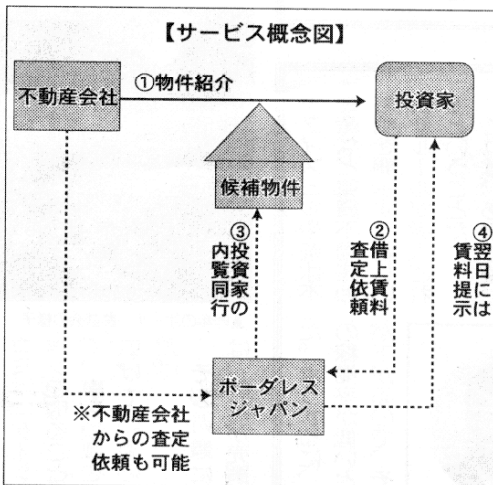 【サービス概念図】
不動産会社
①物件紹介
投資家
候補物件
③投資家の
内覧同行
②借上賃料
査定依頼
④翌日には
賃料提示
ボーダレス
ジャパン
※不動産会社
からの査定
依頼も可能